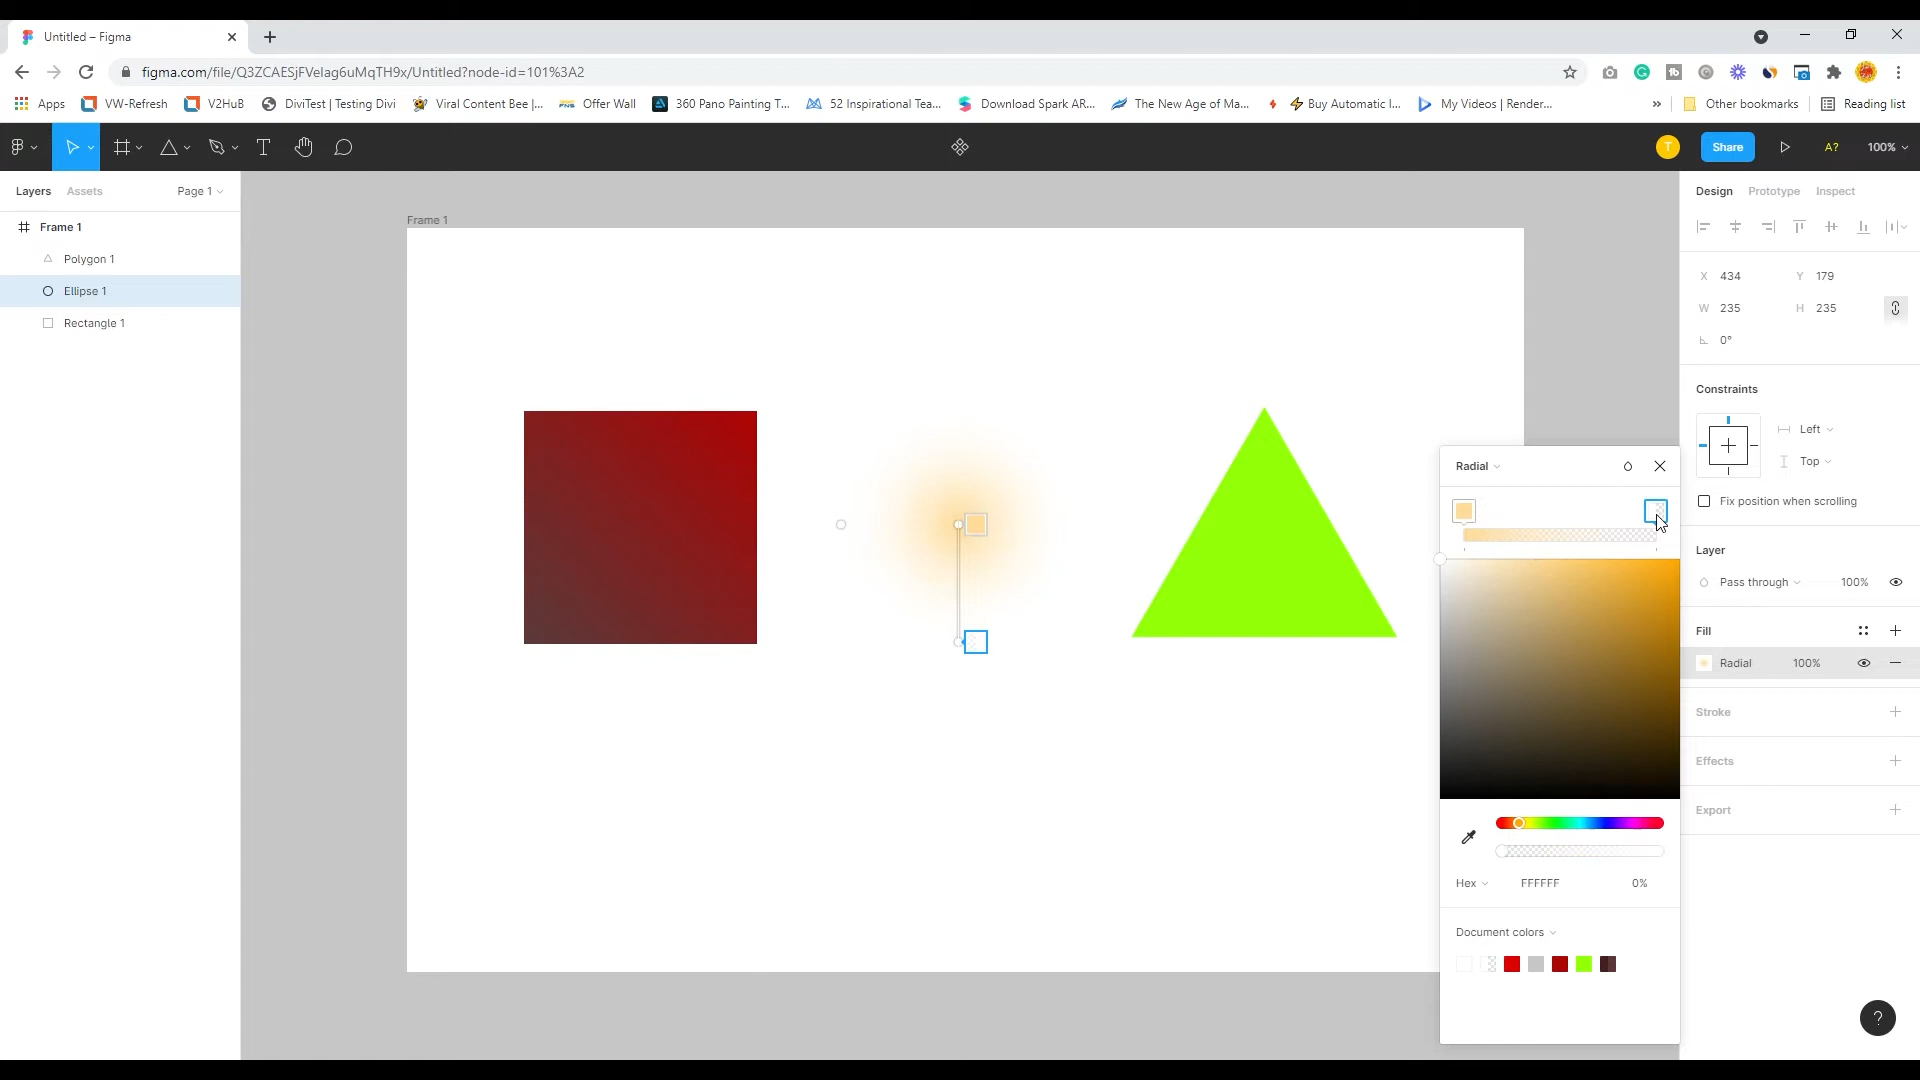 Untitled – Figma
figma.com/file/Q3ZCAESjFVelag6uMqTH9x/Untitled?node-id=101%3A2
Apps VW-Refresh V2HuB DiviTest | Testing Divi Viral Content Bee |... Offer Wall 360 Pano Painting T... 52 Inspirational Tea... Download Spark AR... The New Age of Ma... Buy Automatic I... My Videos | Render... » Other bookmarks Reading list
T Share A? 100%
Layers Assets Page 1
Design Prototype Inspect
Frame 1
Polygon 1
Ellipse 1
Rectangle 1
Frame 1
X 434 Y 179
W 235 H 235
0°
Constraints
Left
Top
Fix position when scrolling
Layer
Pass through 100%
Fill
Radial 100%
Stroke
Effects
Export
Radial
Hex FFFFFF 0%
Document colors
?